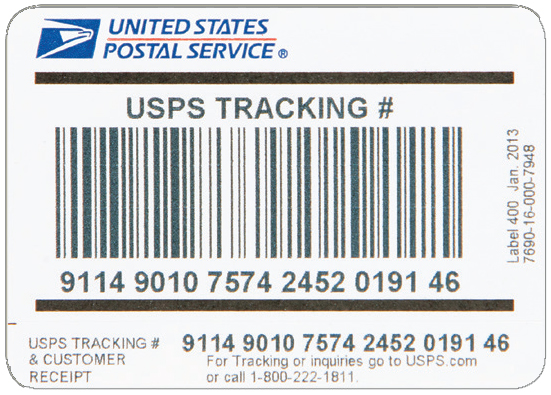 UNITED STATES
POSTAL SERVICE®
USPS TRACKING #
9114 9010 7574 2452 0191 46
Label 400 Jan. 2013
7690-16-000-7948
USPS TRACKING # 9114 9010 7574 2452 0191 46
& CUSTOMER For Tracking or inquiries go to USPS.com
RECEIPT or call 1-800-222-1811.